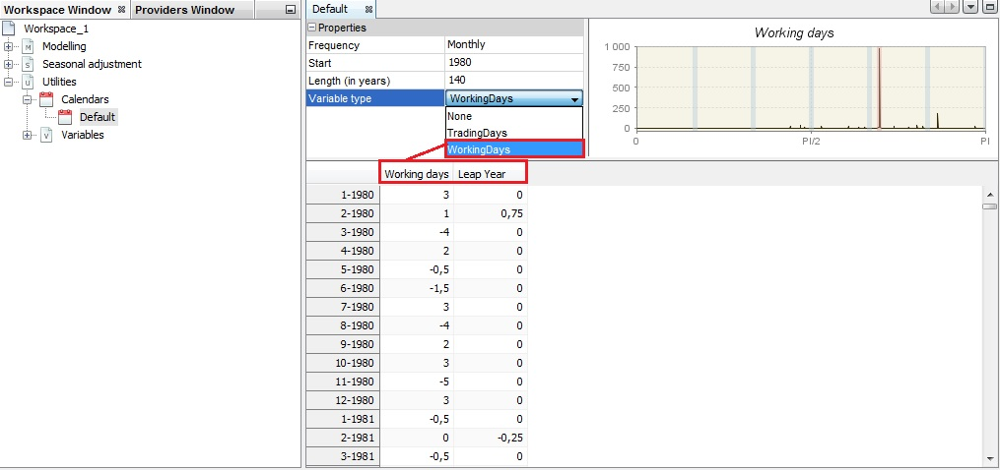 Workspace Window
Providers Window
Workspace_1
Modelling
Seasonal adjustment
Utilities
Calendars
Default
Variables
Default
Properties
Frequency Monthly
Start 1980
Length (in years) 140
Variable type WorkingDays
None
TradingDays
WorkingDays
Working days
1 000
750
500
250
0
0 PI/2 PI
Working days Leap Year
1-1980 3 0
2-1980 1 0,75
3-1980 -4 0
4-1980 2 0
5-1980 -0,5 0
6-1980 -1,5 0
7-1980 3 0
8-1980 -4 0
9-1980 2 0
10-1980 3 0
11-1980 -5 0
12-1980 3 0
1-1981 -0,5 0
2-1981 0 -0,25
3-1981 -0,5 0